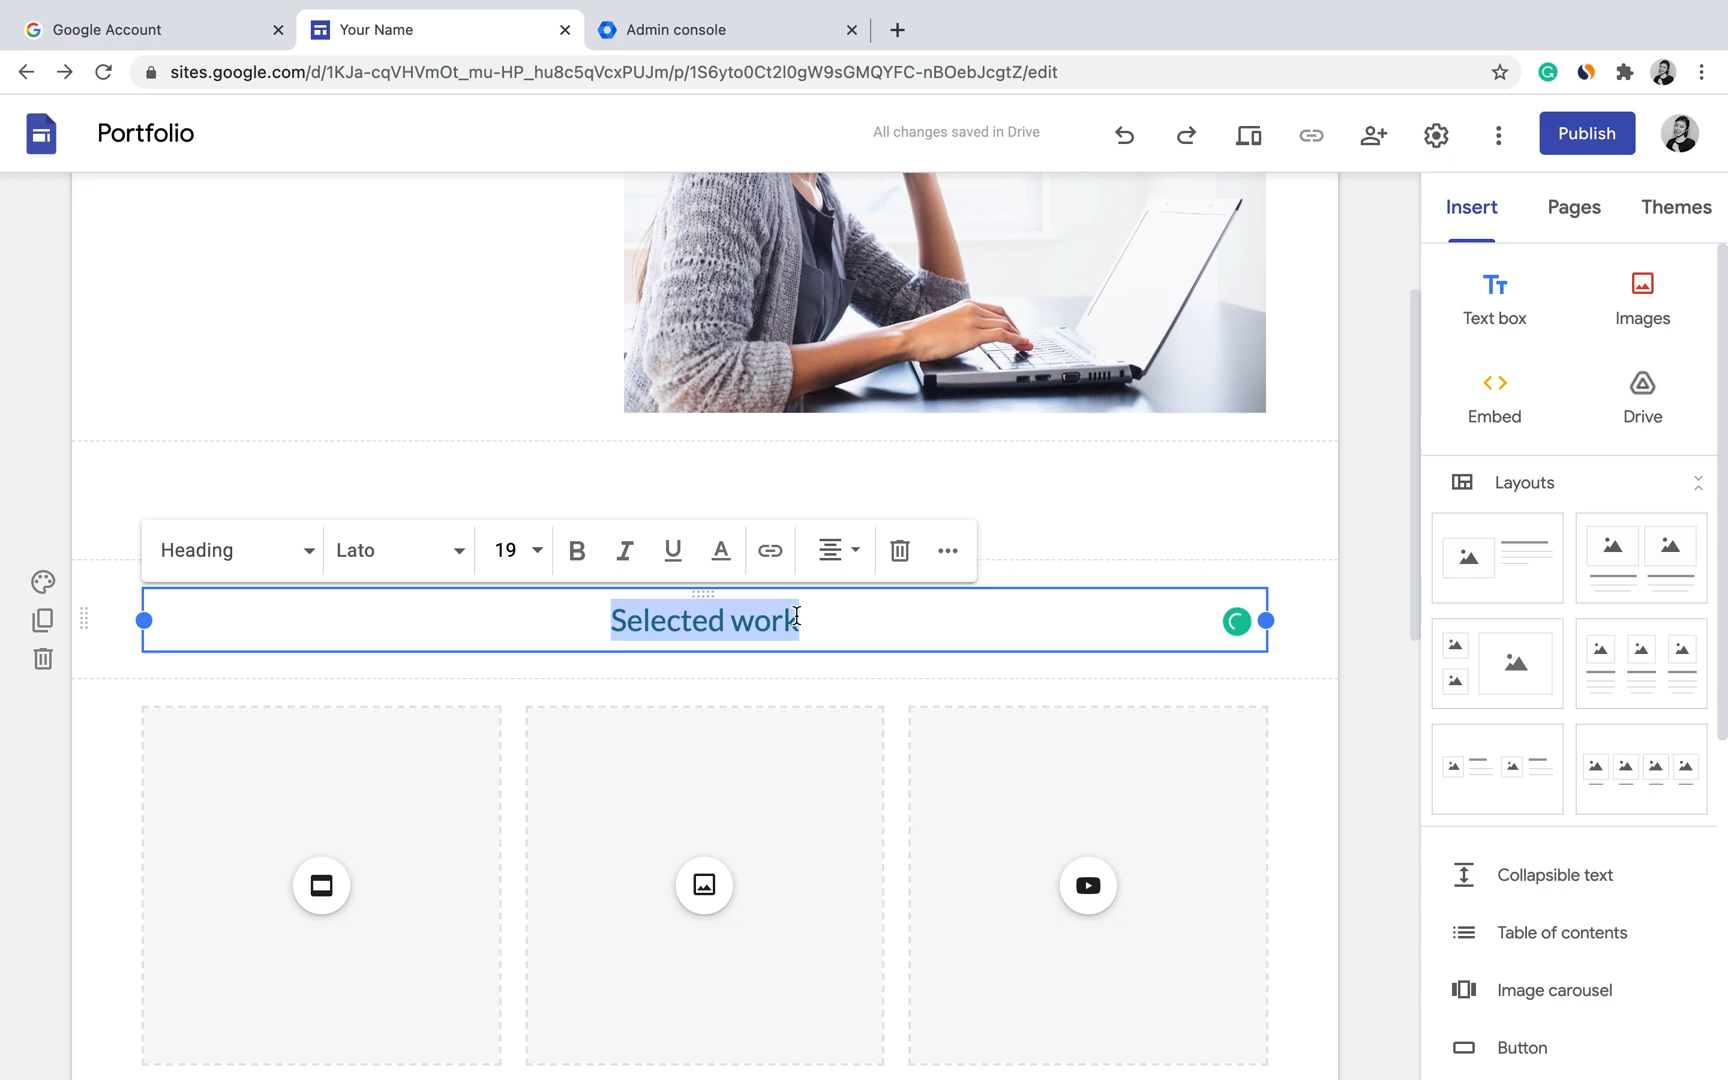 Google Account
Your Name
Admin console
sites.google.com/d/1KJa-cqVHVmOt_mu-HP_hu8c5qVcxPUJm/p/1S6yto0Ct2l0gW9sGMQYFC-nBOebJcgtZ/edit
Portfolio
All changes saved in Drive
Publish
Insert
Pages
Themes
Text box
Images
Embed
Drive
Layouts
Heading
Lato
19
B
I
U
A
Selected work
Collapsible text
Table of contents
Image carousel
Button